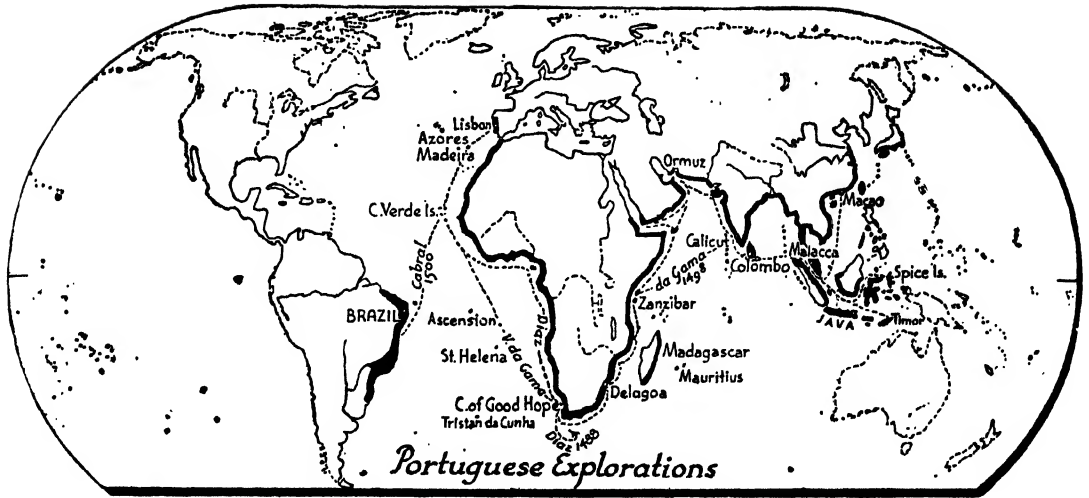 Lisbon
Azores
Madeira
Ormuz
C.Verde Is.
Macao
Calicut
Malacca
Colombo
Cabral
1500
da Gama
1498
Spice Is.
Zanzibar
BRAZIL
Ascension
Diaz
JAVA
Timor
V. da Gama
St. Helena
Madagascar
Mauritius
Delagoa
C. of Good Hope
Tristan da Cunha
Diaz 1488
Portuguese Explorations